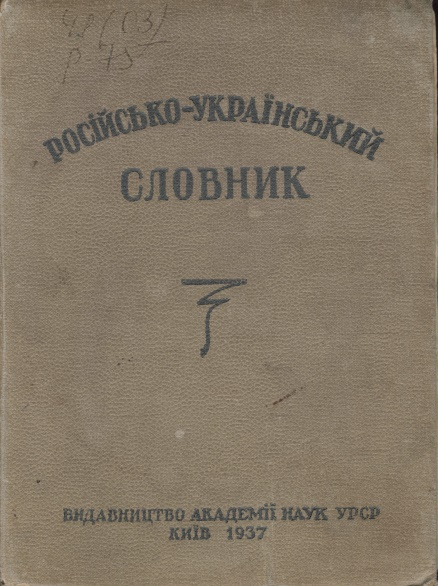 РОСІЙСЬКО-УКРАЇНСЬКИЙ
СЛОВНИК
ВИДАВНИЦТВО АКАДЕМІЇ НАУК УРСР
КИЇВ 1937